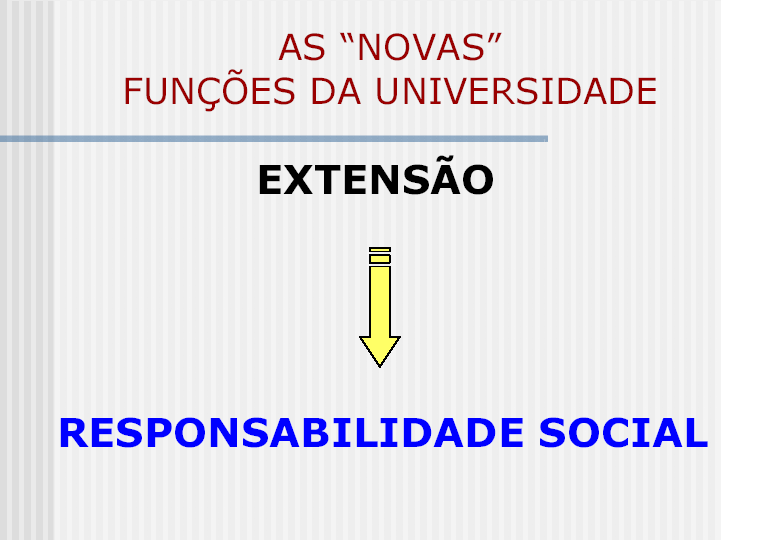 AS “NOVAS”
FUNÇÕES DA UNIVERSIDADE
EXTENSÃO
RESPONSABILIDADE SOCIAL